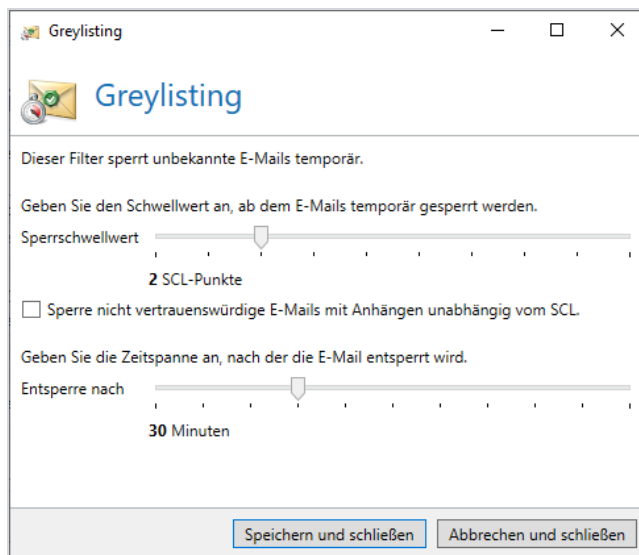 Greylisting
Greylisting
Dieser Filter sperrt unbekannte E-Mails temporär.
Geben Sie den Schwellwert an, ab dem E-Mails temporär gesperrt werden.
Sperrschwellwert
2 SCL-Punkte
Sperre nicht vertrauenswürdige E-Mails mit Anhängen unabhängig vom SCL.
Geben Sie die Zeitspanne an, nach der die E-Mail entsperrt wird.
Entsperre nach
30 Minuten
Speichern und schließen Abbrechen und schließen